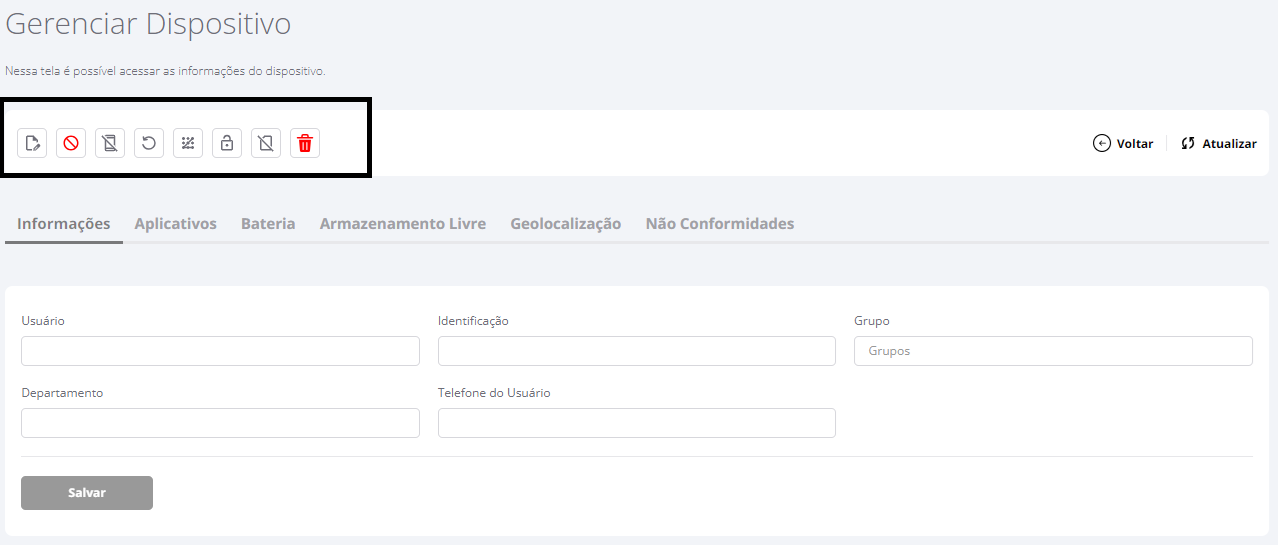 Gerenciar Dispositivo
Nessa tela é possível acessar as informações do dispositivo.
Voltar Atualizar
Informações Aplicativos Bateria Armazenamento Livre Geolocalização Não Conformidades
Usuário Identificação Grupo
Grupos
Departamento Telefone do Usuário
Salvar